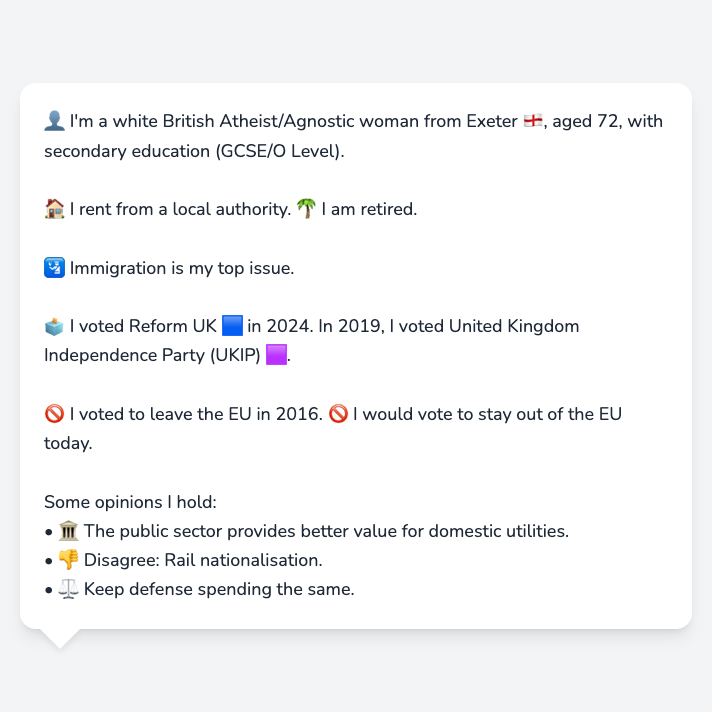 👤 I'm a white British Atheist/Agnostic woman from Exeter 🏴󠁧󠁢󠁥󠁮󠁧󠁿, aged 72, with
secondary education (GCSE/O Level).
🏠 I rent from a local authority. 🌴 I am retired.
🛂 Immigration is my top issue.
🗳️ I voted Reform UK 🟦 in 2024. In 2019, I voted United Kingdom
Independence Party (UKIP) 🟪.
🚫 I voted to leave the EU in 2016. 🚫 I would vote to stay out of the EU
today.
Some opinions I hold:
• 🏛️ The public sector provides better value for domestic utilities.
• 👎 Disagree: Rail nationalisation.
• ⚖️ Keep defense spending the same.